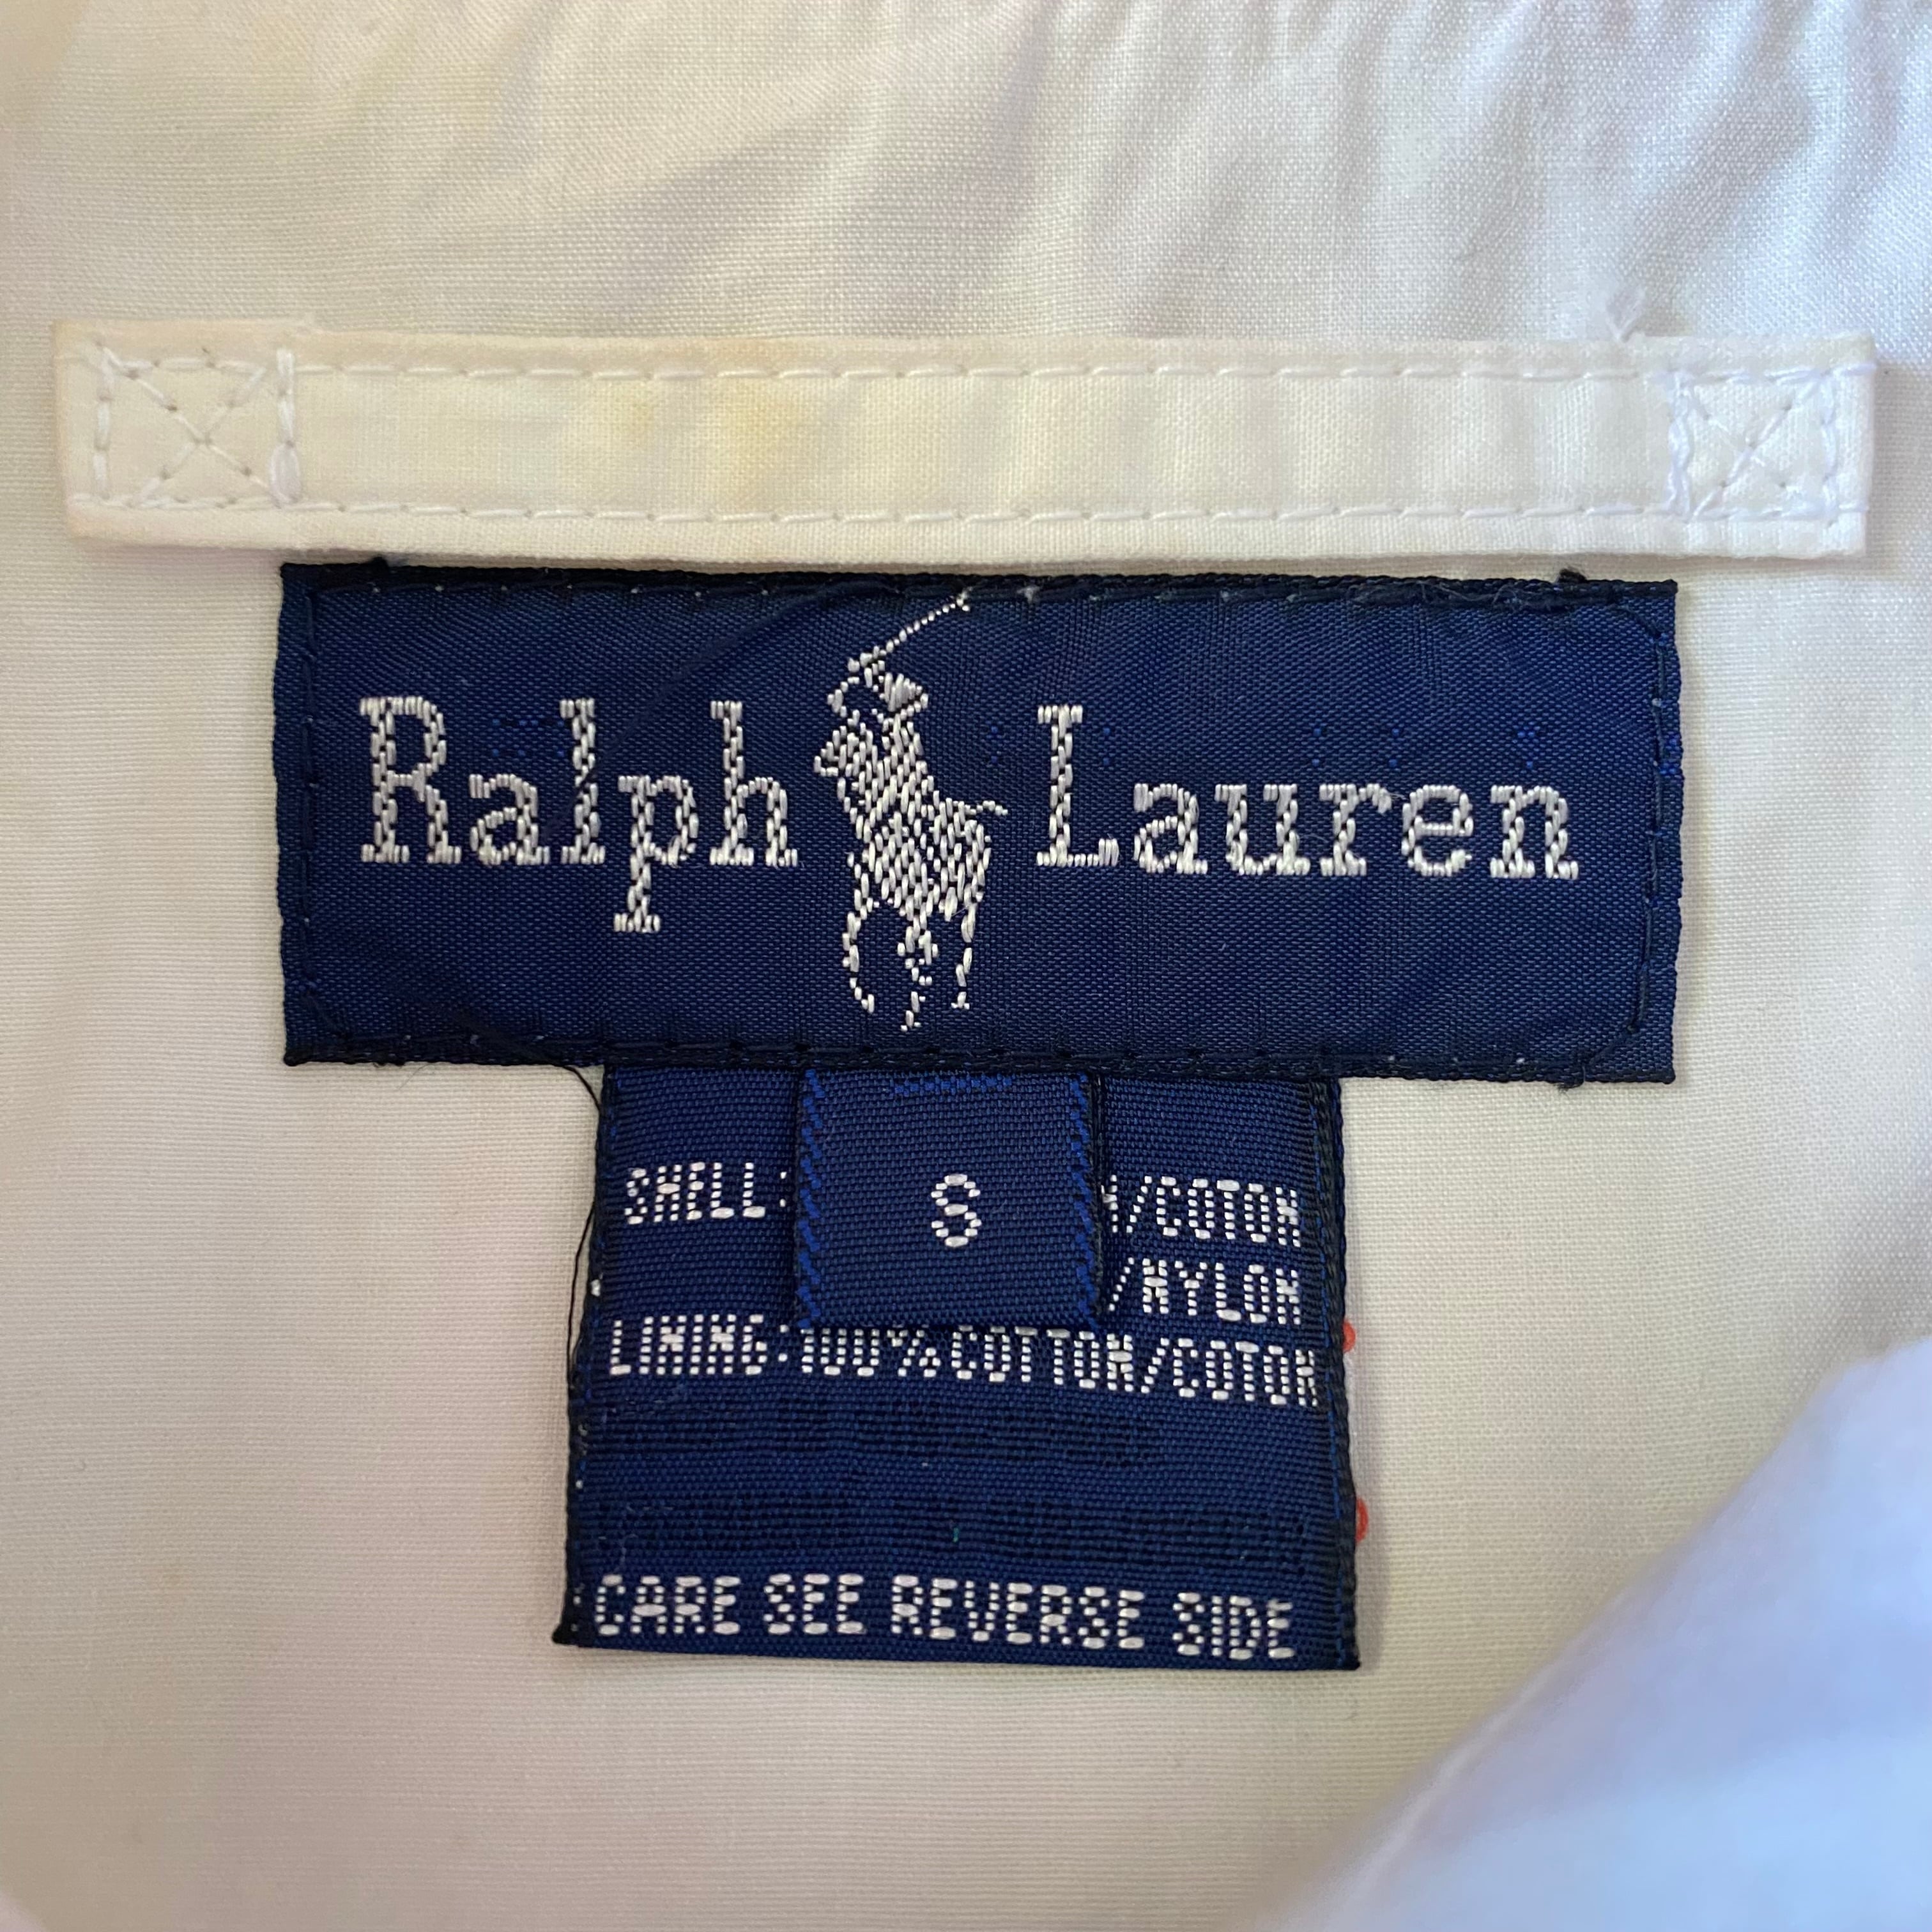 Ralph Lauren
S
SHELL: /COTON
/NYLON
LINING:100%COTTON/COTON
CARE SEE REVERSE SIDE